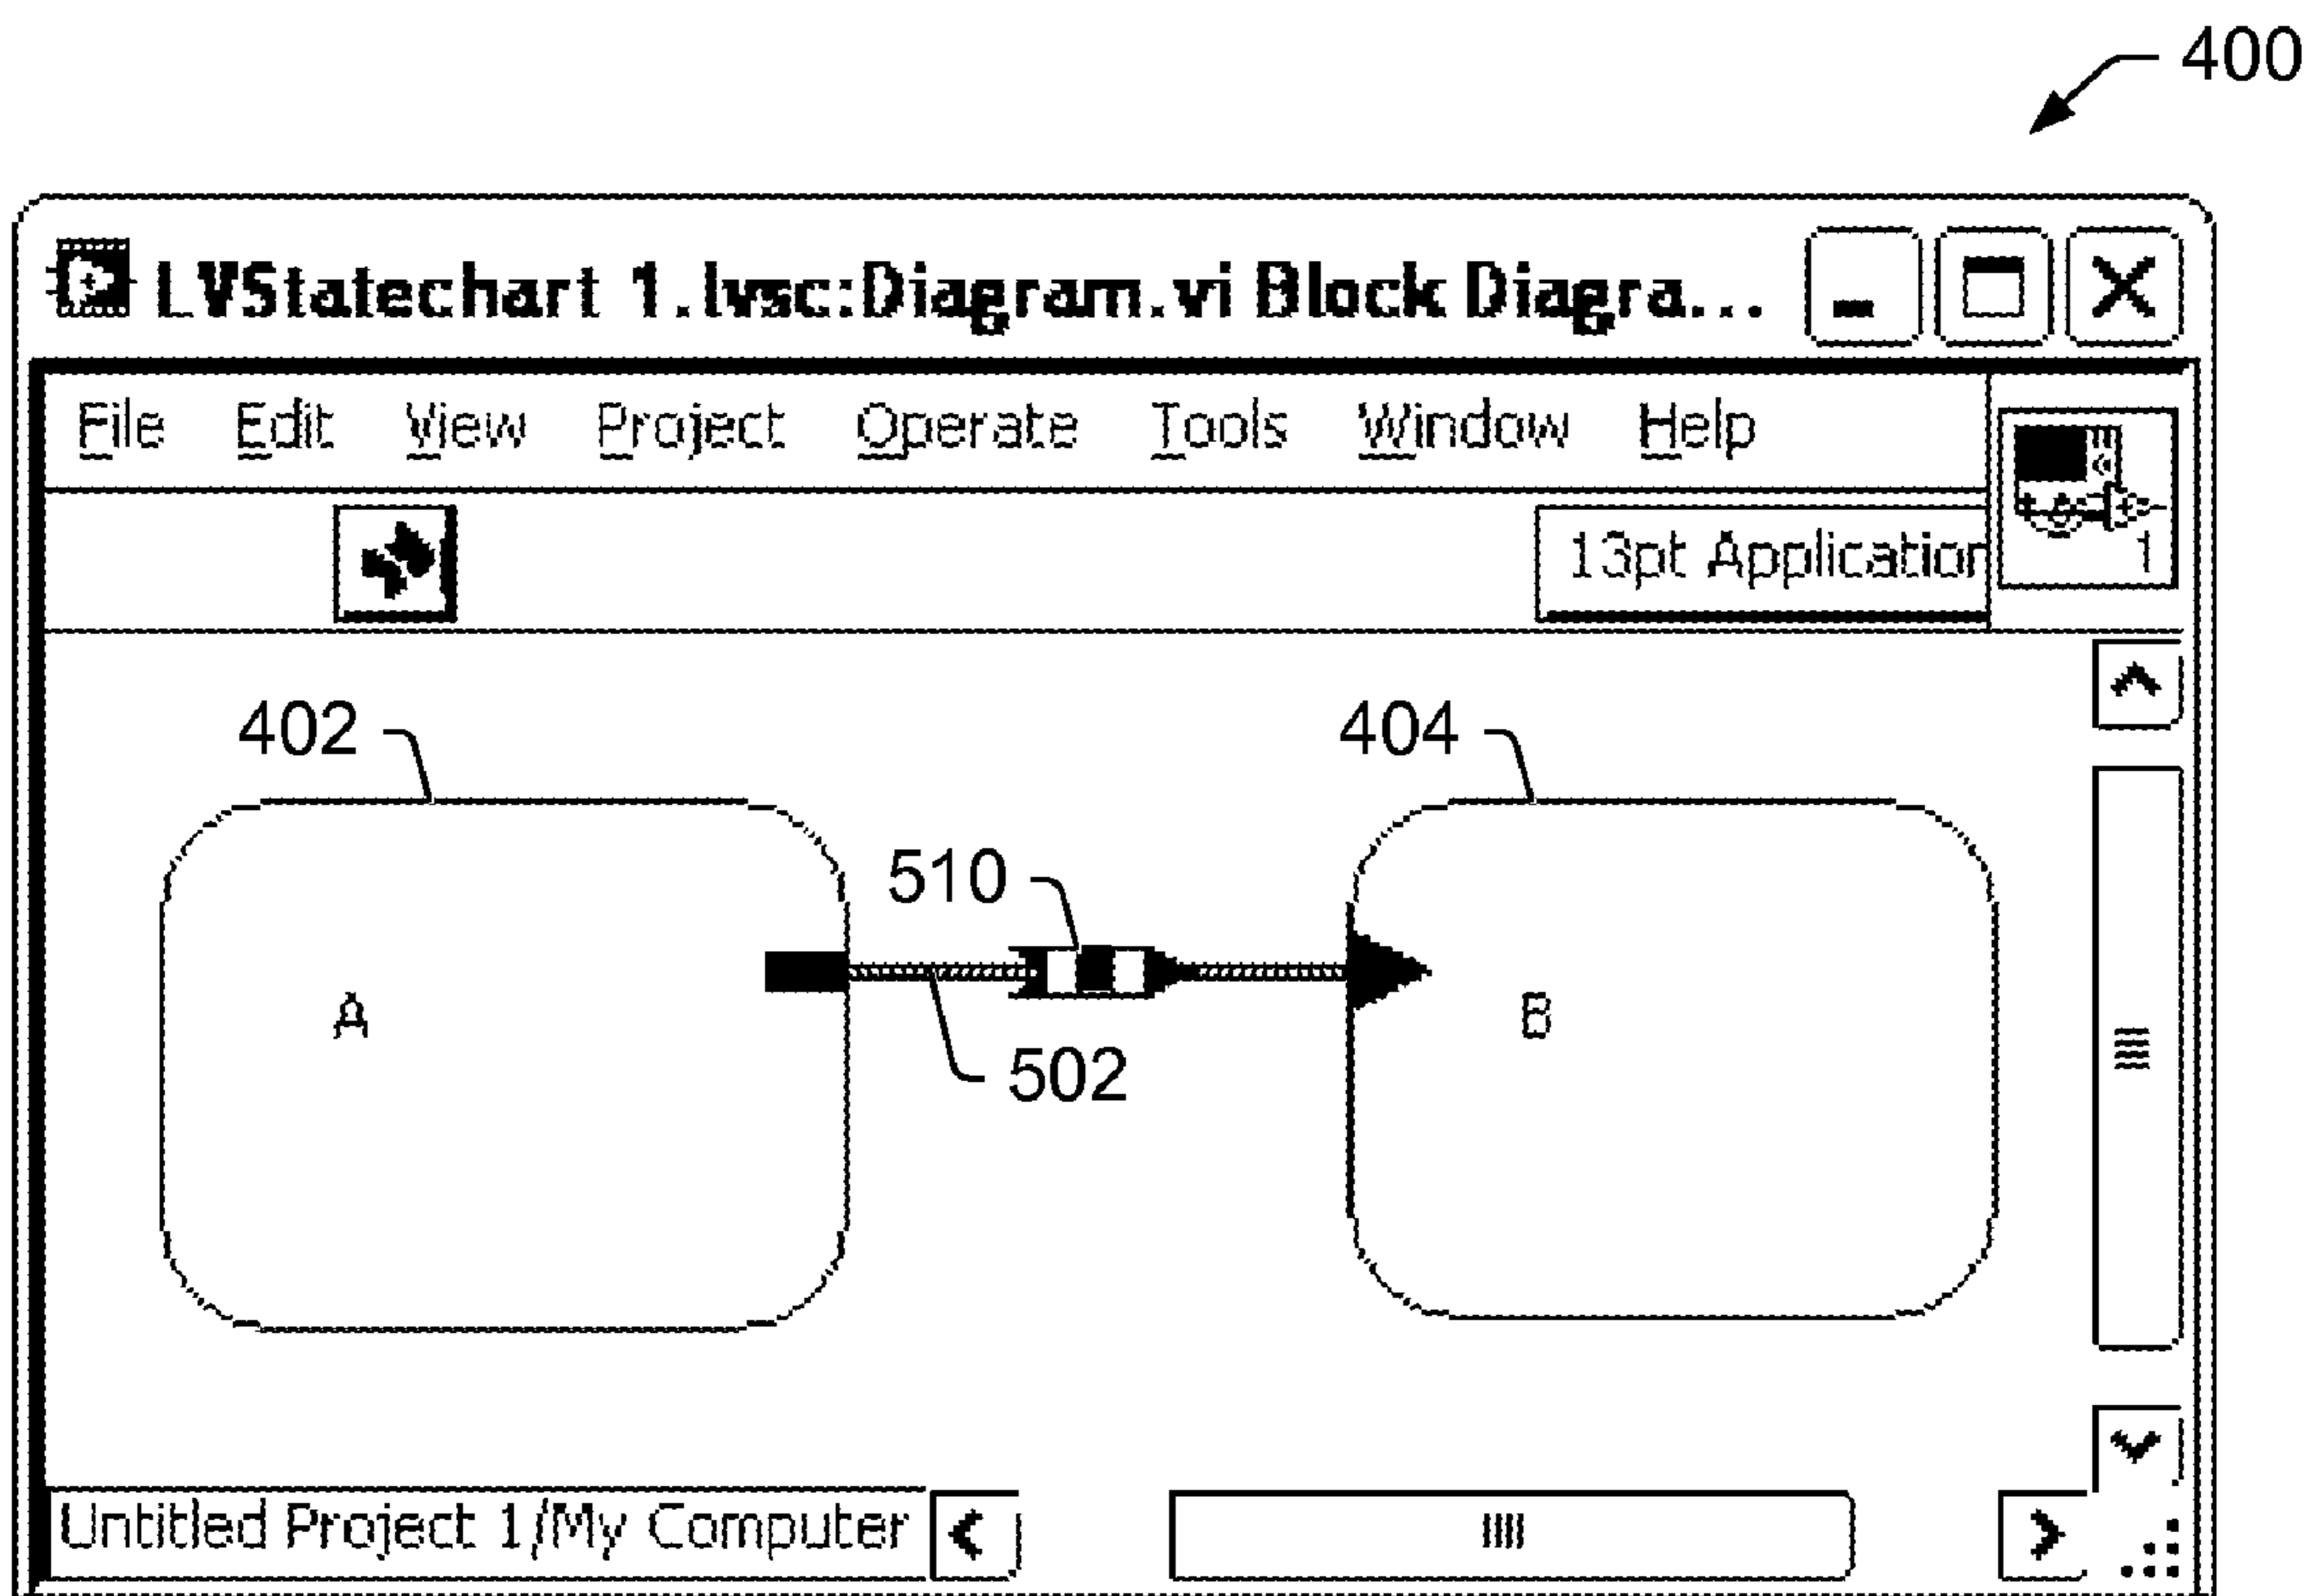 400
LVStatechart 1.lvsc:Diagram.vi Block Diagra...
File Edit View Project Operate Tools Window Help
13pt Application
1
402
404
510
A
B
502
Untitled Project 1/My Computer